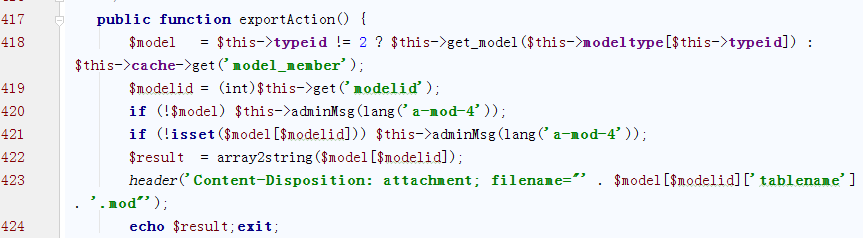 417 public function exportAction() {
418 $model = $this->typeid != 2 ? $this->get_model($this->modeltype[$this->typeid]) :
$this->cache->get('model_member');
419 $modelid = (int)$this->get('modelid');
420 if (!$model) $this->adminMsg(lang('a-mod-4'));
421 if (!isset($model[$modelid])) $this->adminMsg(lang('a-mod-4'));
422 $result = array2string($model[$modelid]);
423 header('Content-Disposition: attachment; filename="' . $model[$modelid]['tablename']
. '.mod"');
424 echo $result;exit;